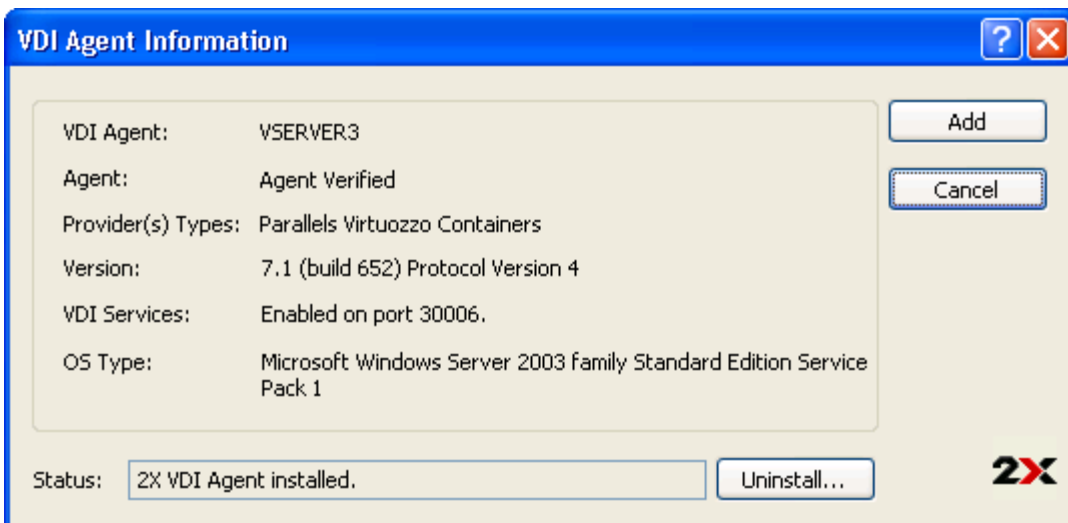 VDI Agent Information
?
VDI Agent: VSERVER3
Add
Agent: Agent Verified
Cancel
Provider(s) Types: Parallels Virtuozzo Containers
Version: 7.1 (build 652) Protocol Version 4
VDI Services: Enabled on port 30006.
OS Type: Microsoft Windows Server 2003 family Standard Edition Service
Pack 1
Status: 2X VDI Agent installed.
Uninstall...
2X